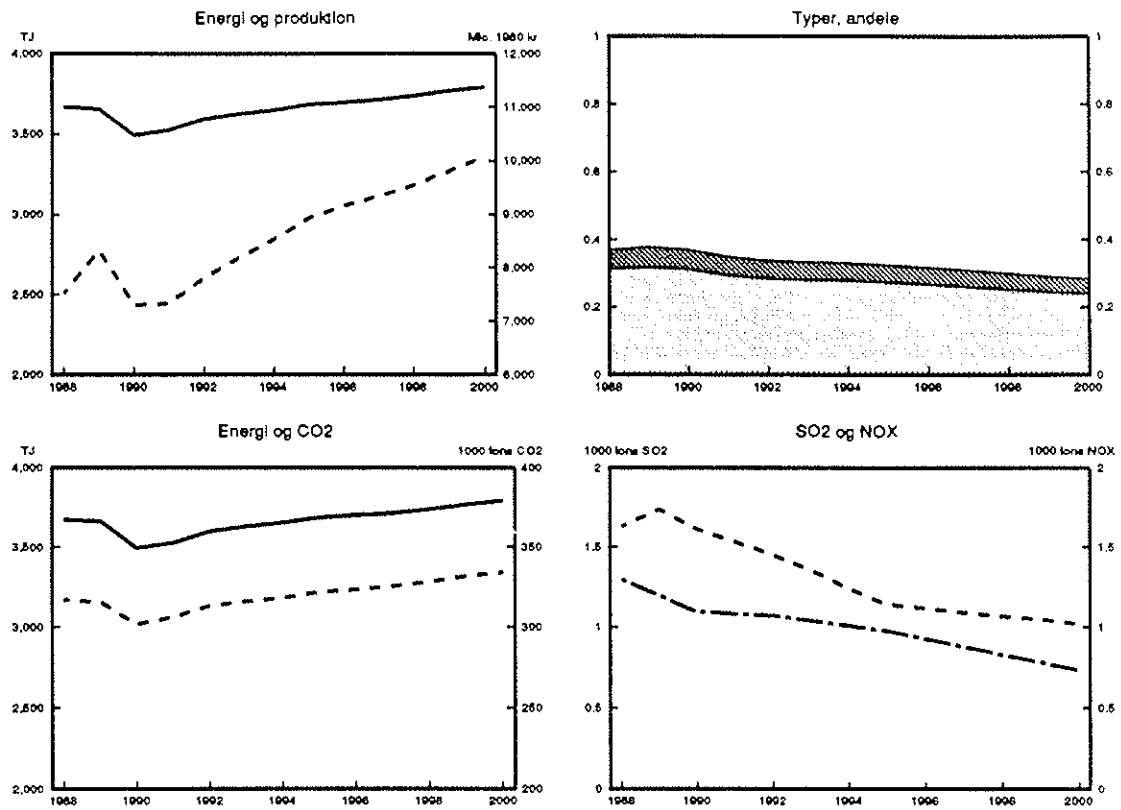 Energi og produktion
TJ
Mio. 1980 kr
4,000
12,000
11,000
3,500
10,000
3,000
9,000
8,000
2,500
7,000
2,000
6,000
1988 1990 1992 1994 1996 1998 2000
Typer, andele
1 1
0.8 0.8
0.6 0.6
0.4 0.4
0.2 0.2
0 0
1988 1990 1992 1994 1996 1998 2000
Energi og CO2
TJ
1000 tons CO2
4,000 400
3,500 350
3,000 300
2,500 250
2,000 200
1988 1990 1992 1994 1996 1998 2000
SO2 og NOX
1000 tons SO2
1000 tons NOX
2 2
1.5 1.5
1 1
0.5 0.5
0 0
1988 1990 1992 1994 1996 1998 2000